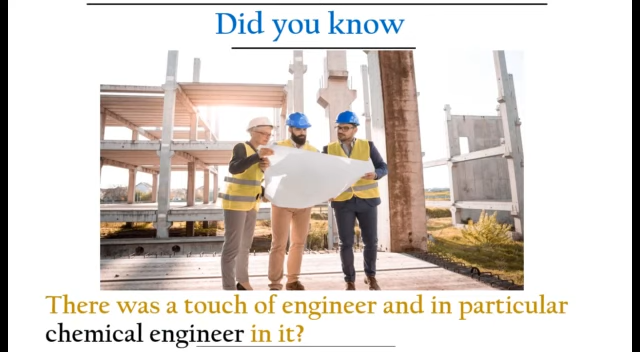 Did you know
There was a touch of engineer and in particular
chemical engineer in it?